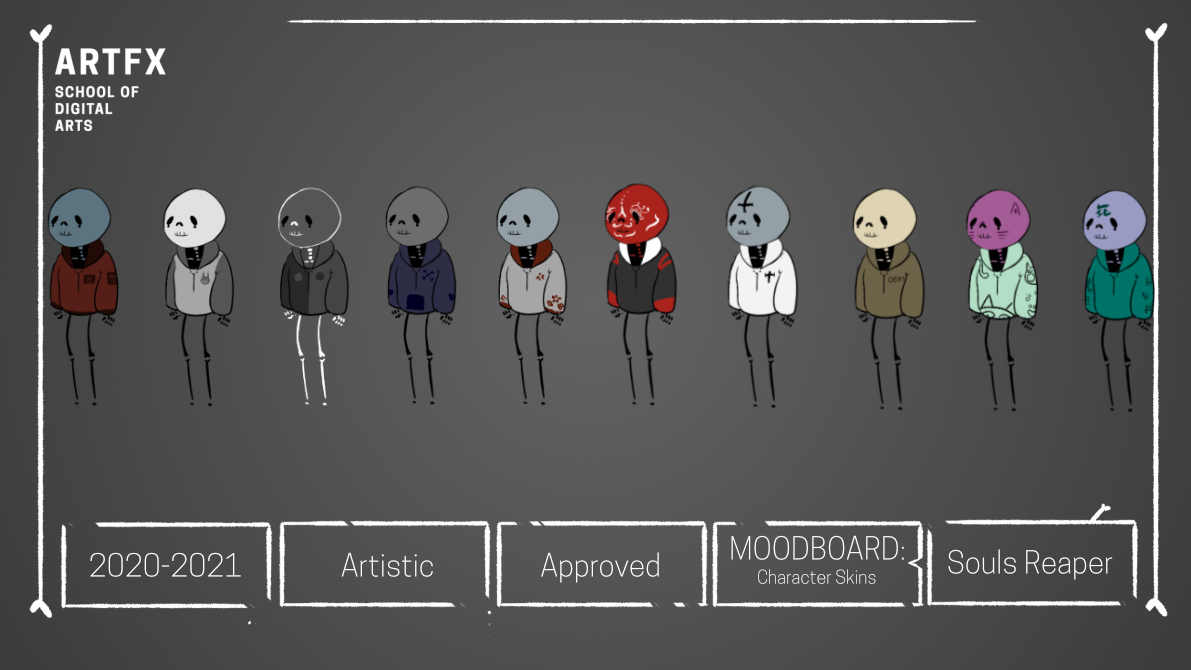 ARTFX
SCHOOL OF
DIGITAL
ARTS
2020-2021
Artistic
Approved
MOODBOARD:
Character Skins
Souls Reaper